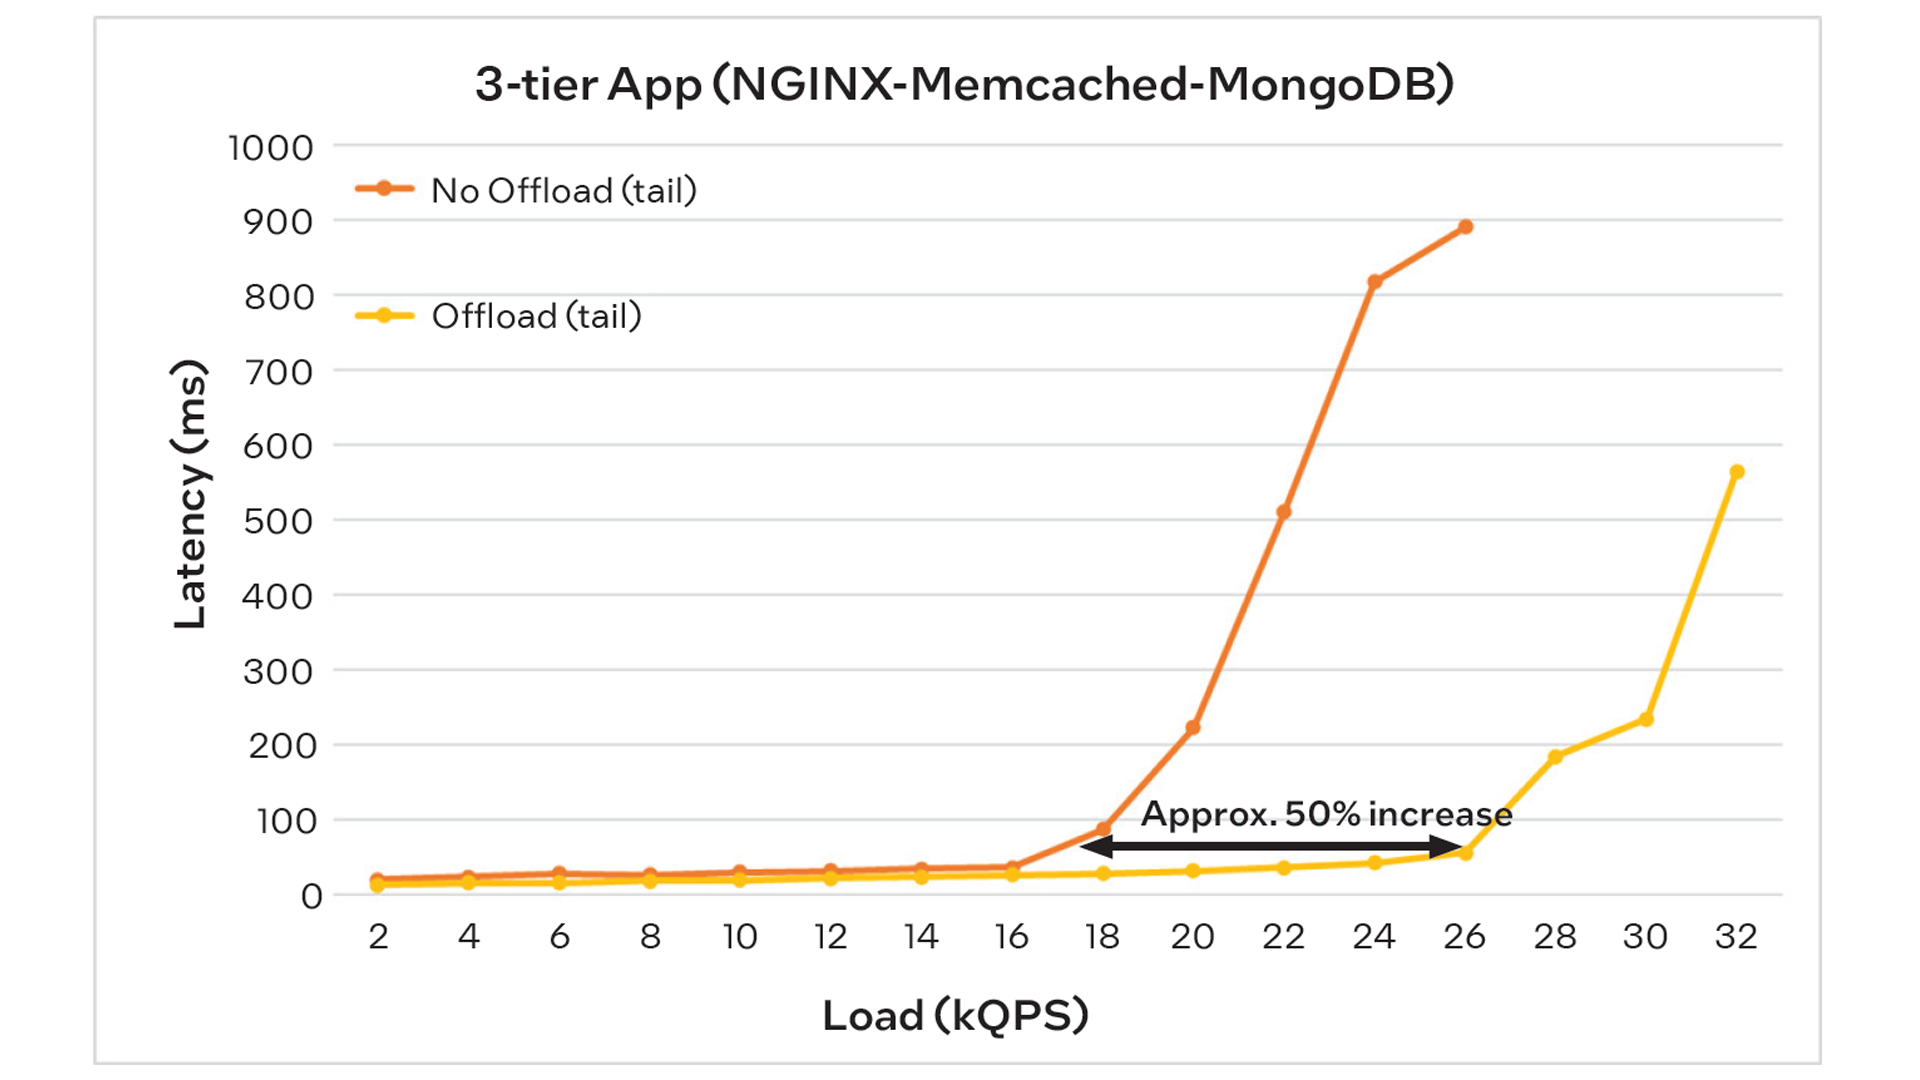 3-tier App (NGINX-Memcached-MongoDB)
1000
No Offload (tail)
900
800
Offload (tail)
700
600
500
400
300
200
100
0
Latency (ms)
Approx. 50% increase
2 4 6 8 10 12 14 16 18 20 22 24 26 28 30 32
Load (kQPS)